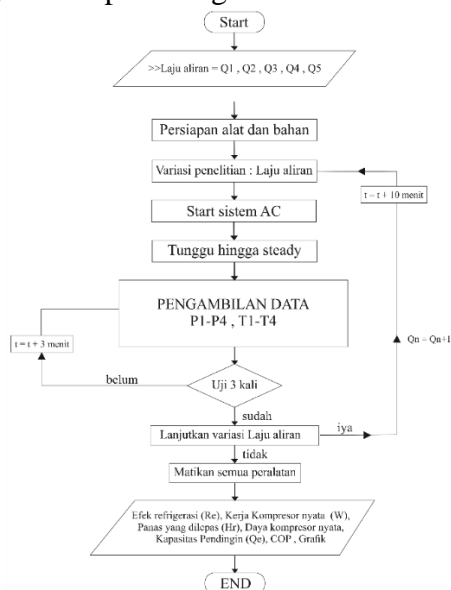 Start
>>Laju aliran = Q1 , Q2 , Q3 , Q4 , Q5
Persiapan alat dan bahan
Variasi penelitian : Laju aliran
t = t + 10 menit
Start sistem AC
Tunggu hingga steady
PENGAMBILAN DATA
P1-P4 , T1-T4
t = t + 3 menit
Qn = Qn+1
belum
Uji 3 kali
sudah
Lanjutkan variasi Laju aliran
iya
tidak
Matikan semua peralatan
Efek refrigerasi (Re), Kerja Kompresor nyata (W),
Panas yang dilepas (Hr), Daya kompresor nyata,
Kapasitas Pendingin (Qe), COP , Grafik
END